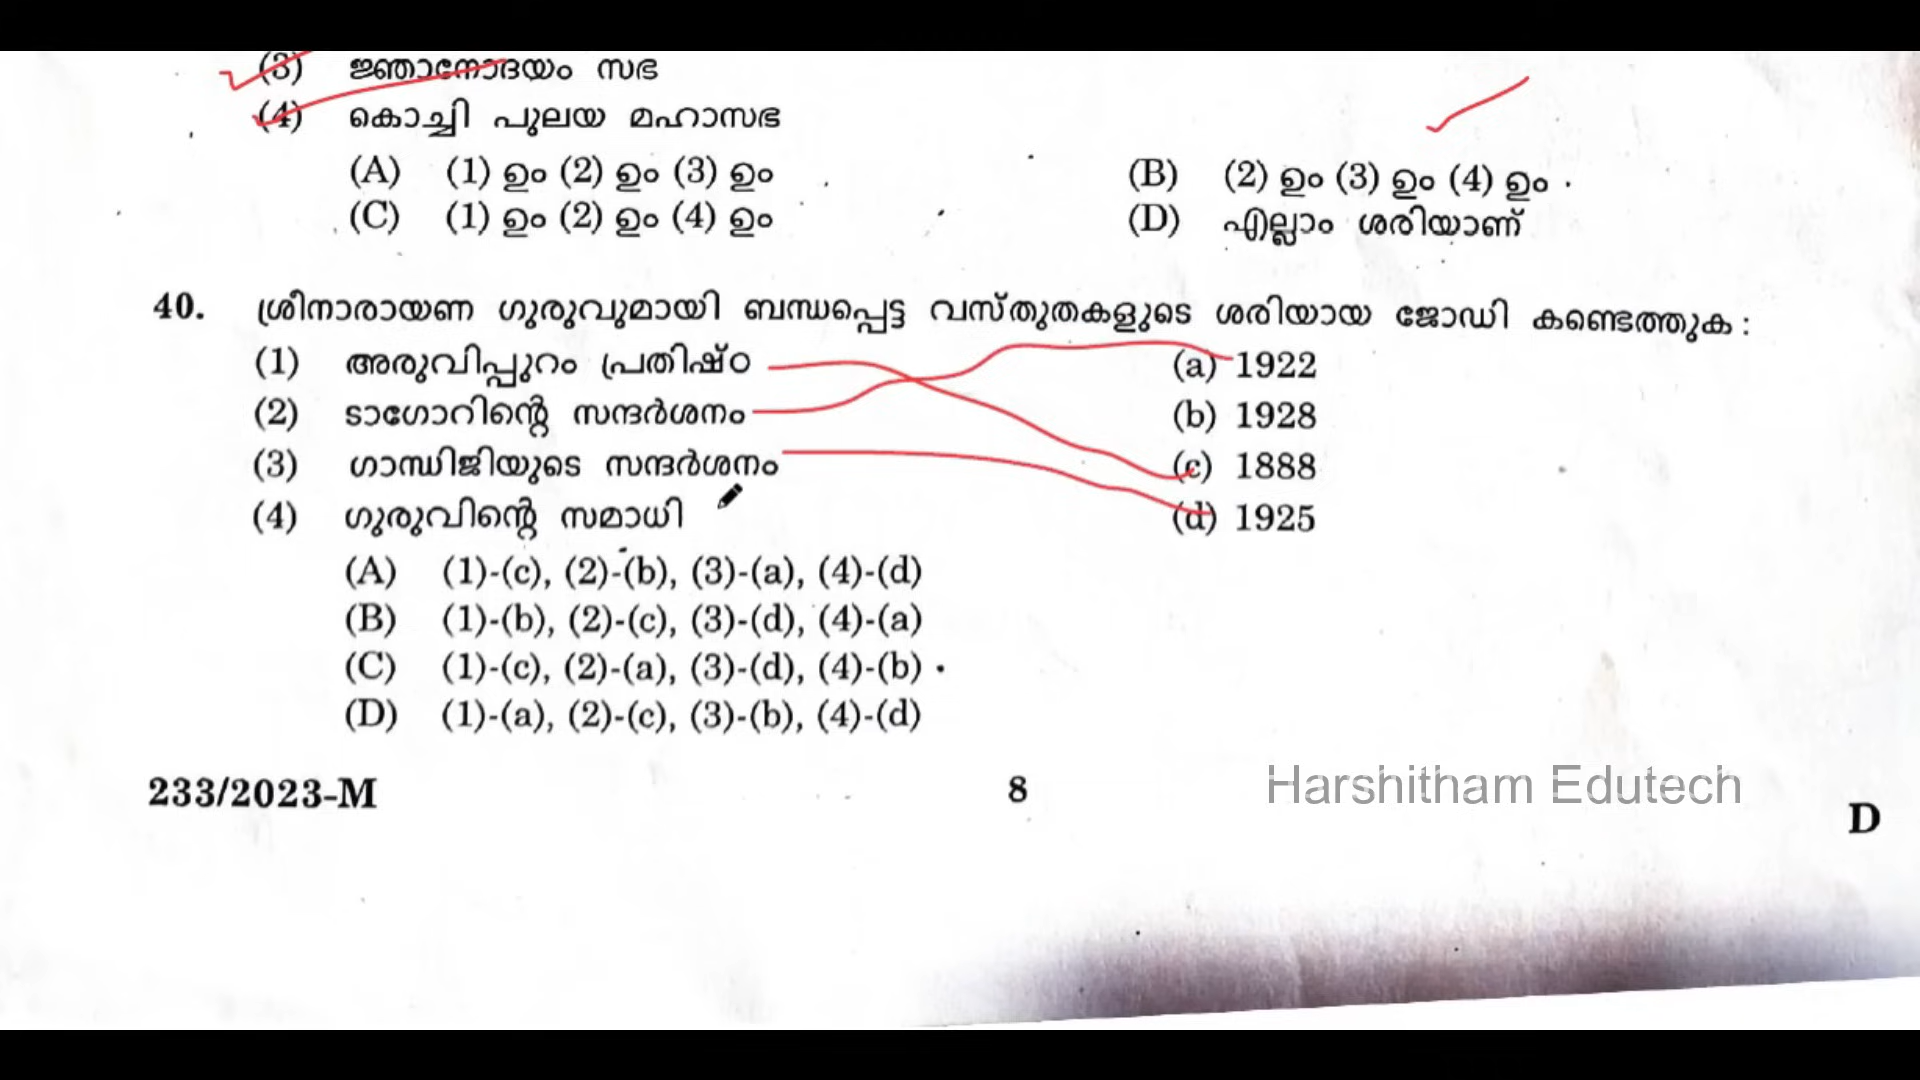 (3) ജ്ഞാനോദയം സഭ
(4) കൊച്ചി പുലയ മഹാസഭ
(A) (1) ഉം (2) ഉം (3) ഉം (B) (2) ഉം (3) ഉം (4) ഉം
(C) (1) ഉം (2) ഉം (4) ഉം (D) എല്ലാം ശരിയാണ്
40. ശ്രീനാരായണ ഗുരുവുമായി ബന്ധപ്പെട്ട വസ്തുതകളുടെ ശരിയായ ജോഡി കണ്ടെത്തുക :
(1) അരുവിപ്പുറം പ്രതിഷ്ഠ (a) 1922
(2) ടാഗോറിന്റെ സന്ദർശനം (b) 1928
(3) ഗാന്ധിജിയുടെ സന്ദർശനം (c) 1888
(4) ഗുരുവിന്റെ സമാധി (d) 1925
(A) (1)-(c), (2)-(b), (3)-(a), (4)-(d)
(B) (1)-(b), (2)-(c), (3)-(d), (4)-(a)
(C) (1)-(c), (2)-(a), (3)-(d), (4)-(b)
(D) (1)-(a), (2)-(c), (3)-(b), (4)-(d)
233/2023-M 8 Harshitham Edutech
D